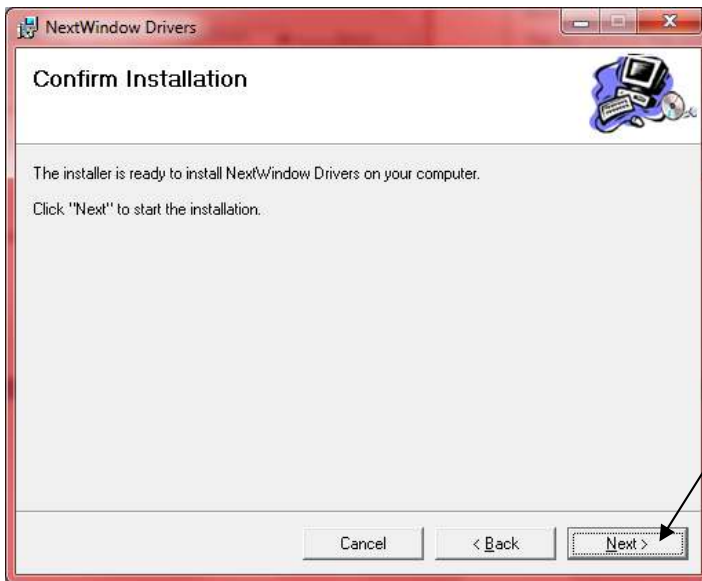 NextWindow Drivers
Confirm Installation
The installer is ready to install NextWindow Drivers on your computer.
Click "Next" to start the installation.
Cancel
< Back
Next >